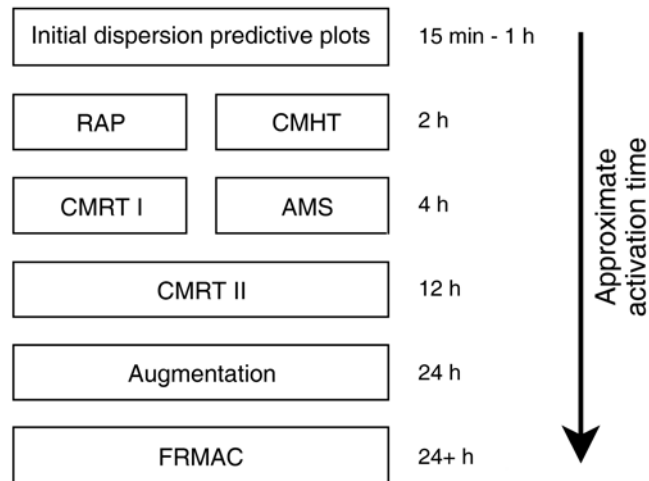 Initial dispersion predictive plots 15 min - 1 h
RAP CMHT 2 h
CMRT I AMS 4 h
CMRT II 12 h
Augmentation 24 h
FRMAC 24+ h
Approximate
activation time